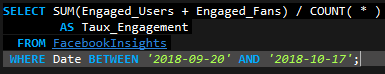 SELECT SUM(Engaged_Users + Engaged_Fans) / COUNT( * )
AS Taux_Engagement
FROM FacebookInsights
WHERE Date BETWEEN '2018-09-20' AND '2018-10-17';